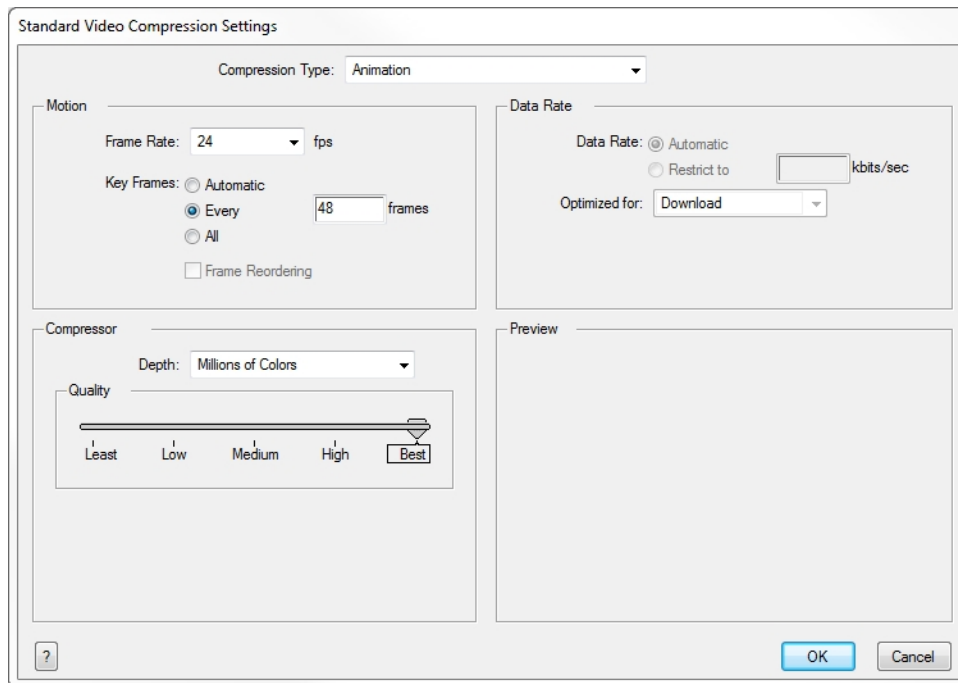 Standard Video Compression Settings
Compression Type: Animation
Motion
Frame Rate: 24 fps
Key Frames: Automatic
Every 48 frames
All
Frame Reordering
Data Rate
Data Rate: Automatic
Restrict to kbits/sec
Optimized for: Download
Compressor
Depth: Millions of Colors
Quality
Least Low Medium High Best
Preview
? OK Cancel